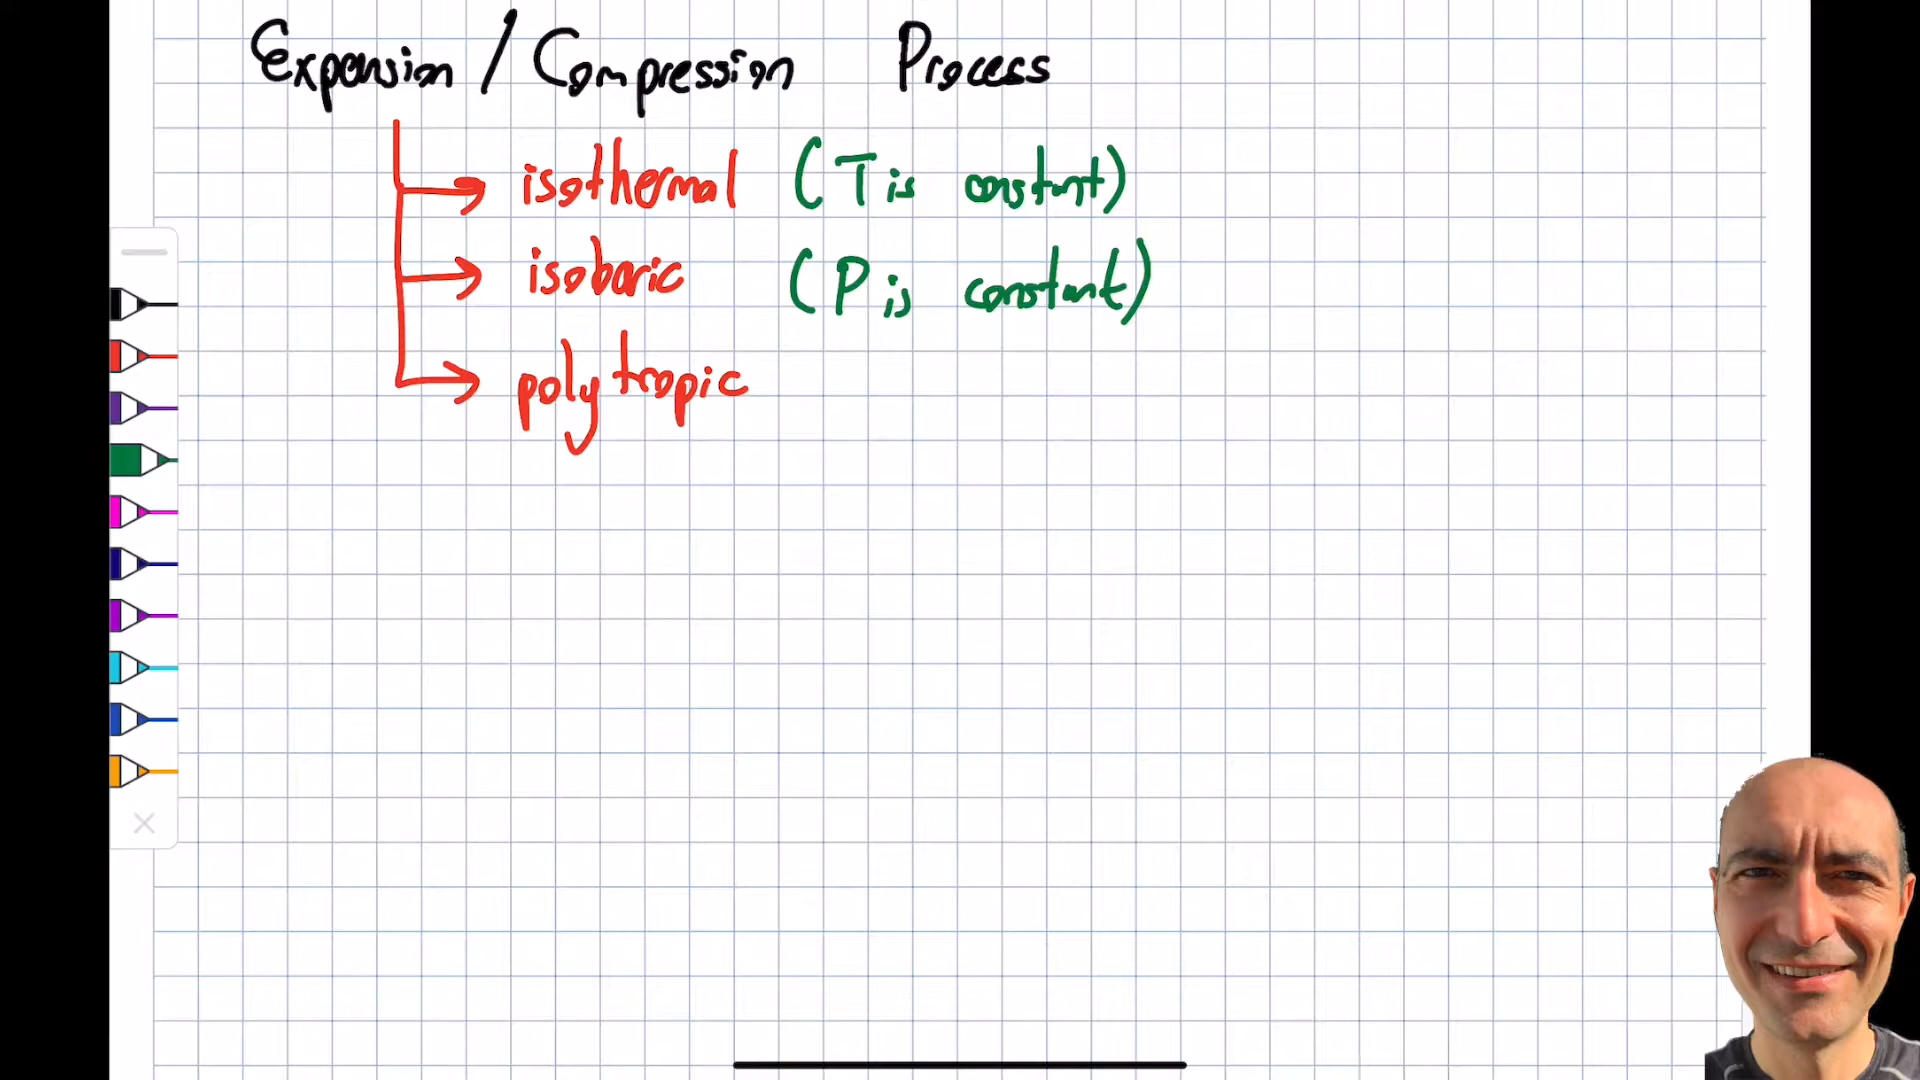 Expansion / Compression Process
isothermal (T is constant)
isobaric (P is constant)
polytropic